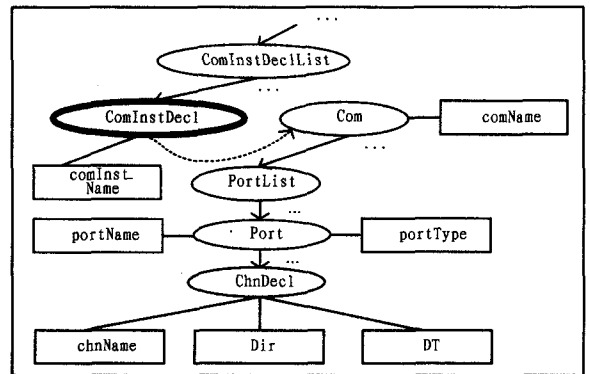 ...
ComInstDeclList
...
ComInstDecl
Com
comName
...
comInst_
Name
PortList
...
portName
Port
portType
...
ChnDecl
chnName
Dir
DT